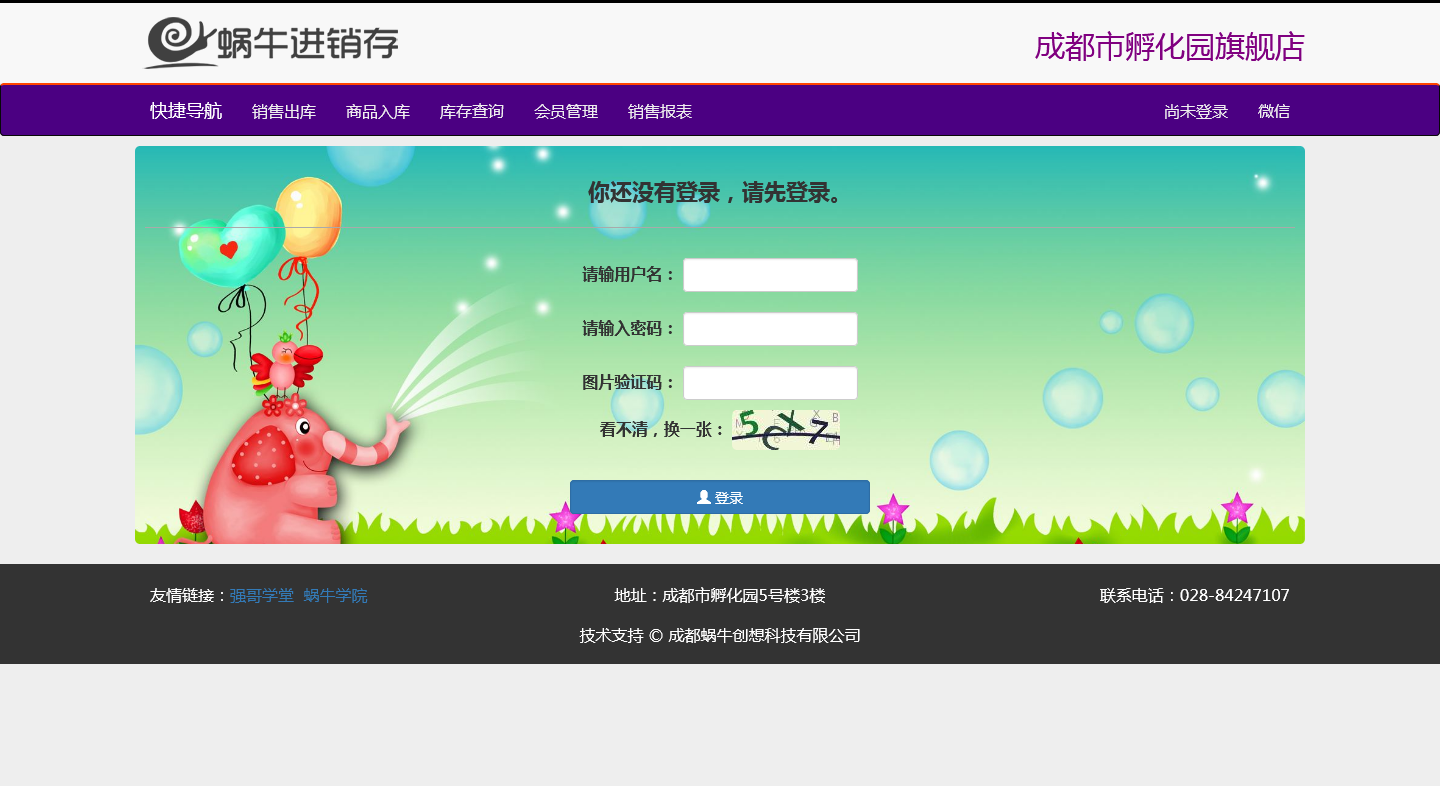 蜗牛进销存
成都市孵化园旗舰店
快捷导航 销售出库 商品入库 库存查询 会员管理 销售报表 尚未登录 微信
你还没有登录，请先登录。
请输用户名：
请输入密码：
图片验证码：
看不清，换一张： 5CX7
登录
友情链接：强哥学堂 蜗牛学院 地址：成都市孵化园5号楼3楼 联系电话：028-84247107
技术支持 © 成都蜗牛创想科技有限公司